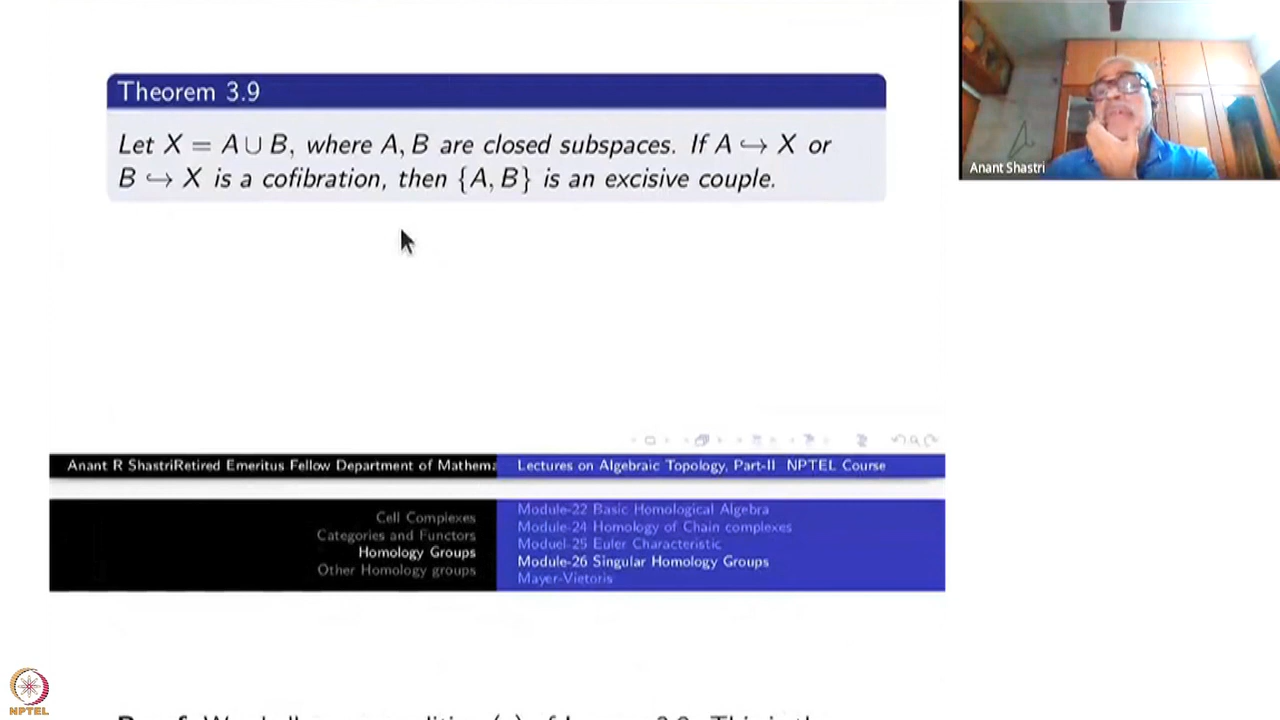 Theorem 3.9
Let X = A ∪ B, where A, B are closed subspaces. If A ↪ X or
B ↪ X is a cofibration, then {A, B} is an excisive couple.
Anant Shastri
Anant R ShastriRetired Emeritus Fellow Department of Mathema
Lectures on Algebraic Topology, Part-II NPTEL Course
Cell Complexes
Categories and Functors
Homology Groups
Other Homology groups
Module-22 Basic Homological Algebra
Module-24 Homology of Chain complexes
Moduel-25 Euler Characteristic
Module-26 Singular Homology Groups
Mayer-Vietoris
NPTEL